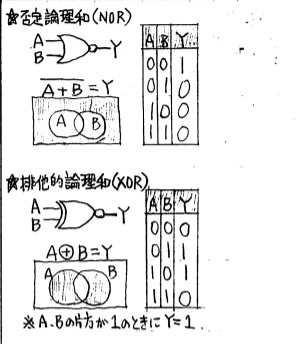 ☆否定論理和(NOR)
A
B
Y
A+B=Y
A B
A B Y
0 0 1
0 1 0
1 0 0
1 1 0
☆排他的論理和(XOR)
A
B
Y
A⊕B=Y
A B
A B Y
0 0 0
0 1 1
1 0 1
1 1 0
※A,Bの片方が1のときにY=1.